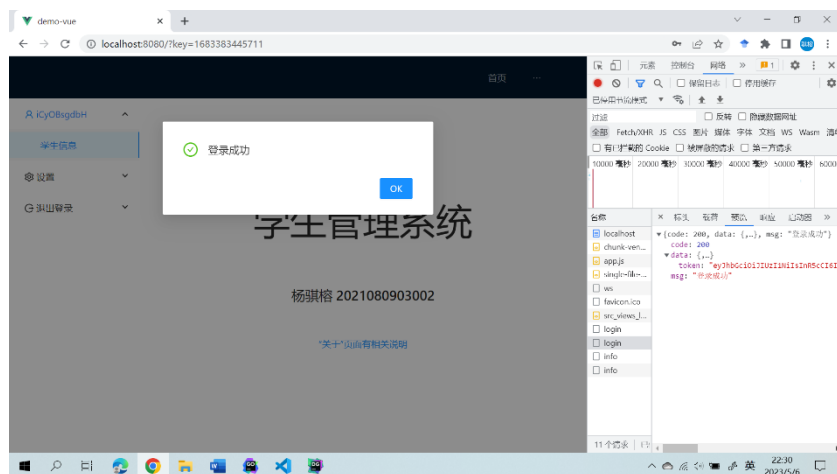 demo-vue
localhost:8080/?key=1683383445711
首页 ···
iCyOBsgdbH
学生信息
设置
退出登录
登录成功
OK
学生管理系统
杨骐榕 2021080903002
"关于"页面有相关说明
元素 控制台 网络 » 1
保留日志 停用缓存
已停用节流模式
过滤 反转 隐藏数据网址
全部 Fetch/XHR JS CSS 图片 媒体 字体 文档 WS Wasm 清
有已拦截的 Cookie 被屏蔽的请求 第一方请求
10000 毫秒 20000 毫秒 30000 毫秒 40000 毫秒 50000 毫秒 6000
名称 × 标头 载荷 预览 响应 启动器 »
localhost
chunk-ven...
app.js
single-file-...
ws
favicon.ico
src_views_l...
login
login
info
info
{code: 200, data: {,…}, msg: "登录成功"}
code: 200
data: {,…}
msg: "登录成功"
11 个请求
英 22:30
2023/5/6